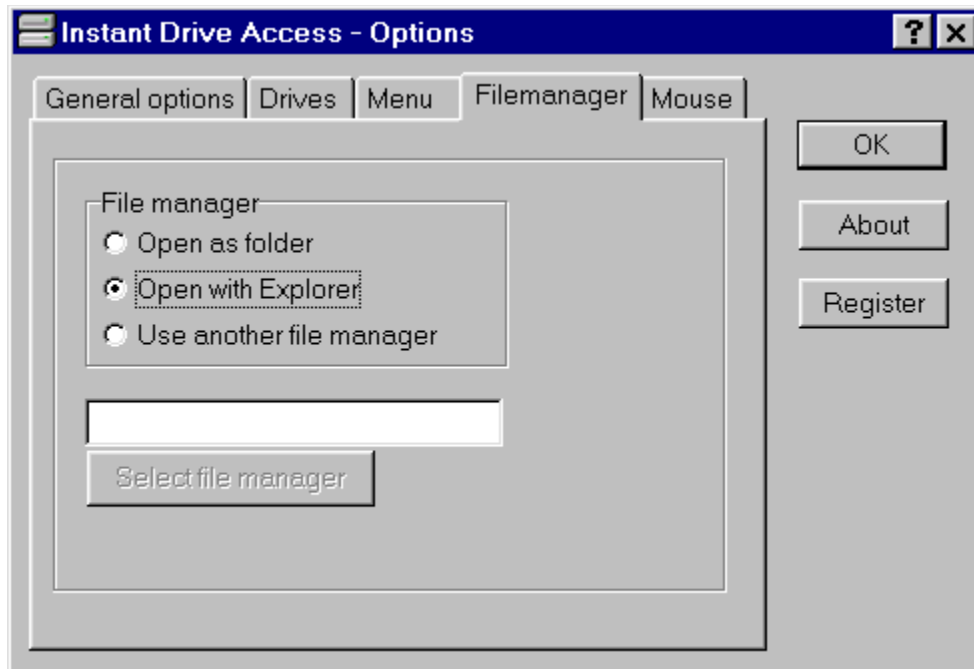 Instant Drive Access - Options
General options Drives Menu Filemanager Mouse
File manager
Open as folder
Open with Explorer
Use another file manager
Select file manager
OK
About
Register